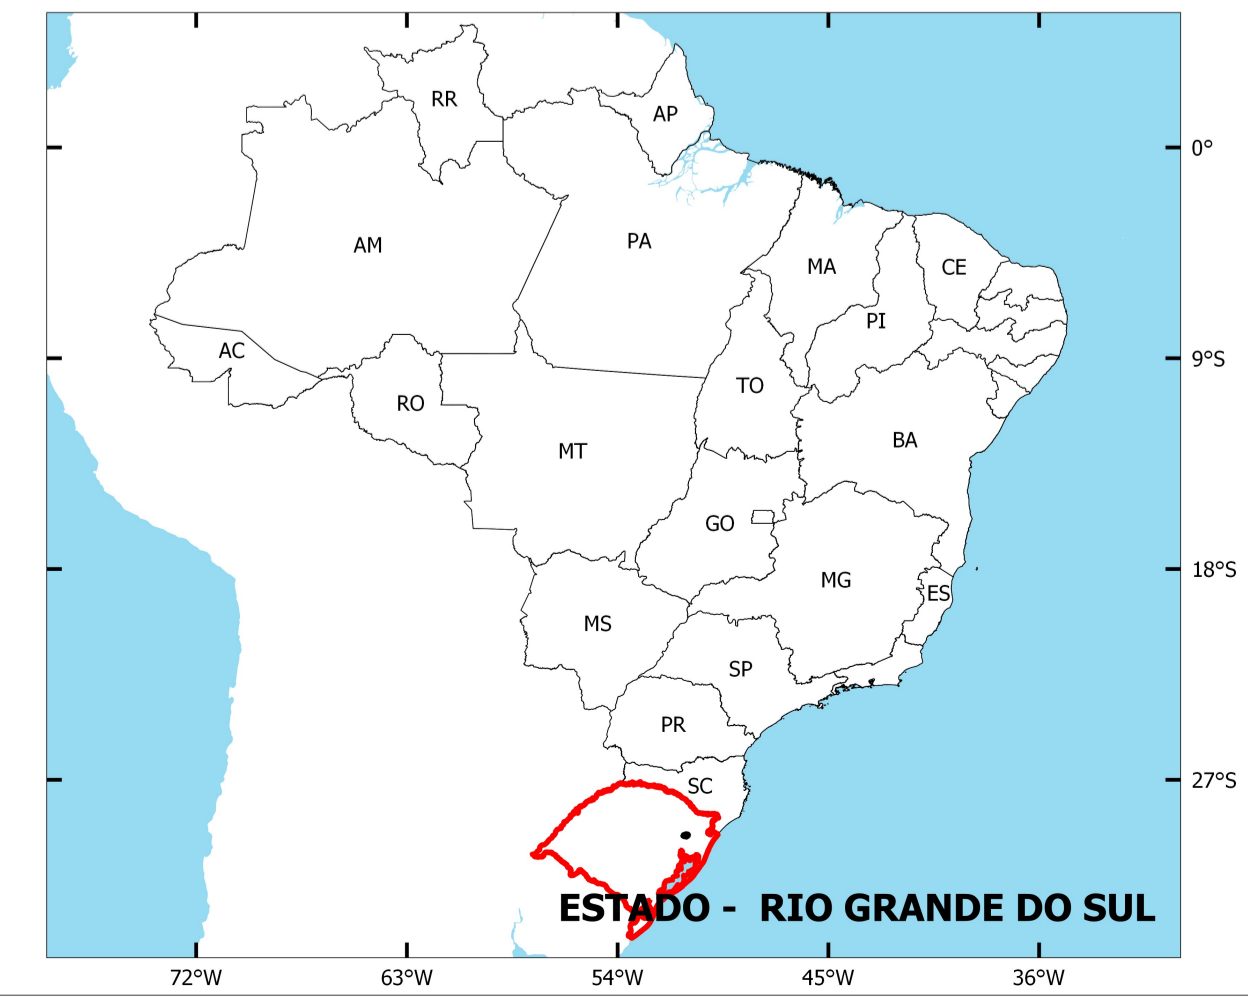 RR
AP
0°
AM
PA
MA
CE
PI
AC
9°S
TO
RO
BA
MT
GO
18°S
MG
ES
MS
SP
PR
27°S
SC
ESTADO - RIO GRANDE DO SUL
72°W 63°W 54°W 45°W 36°W